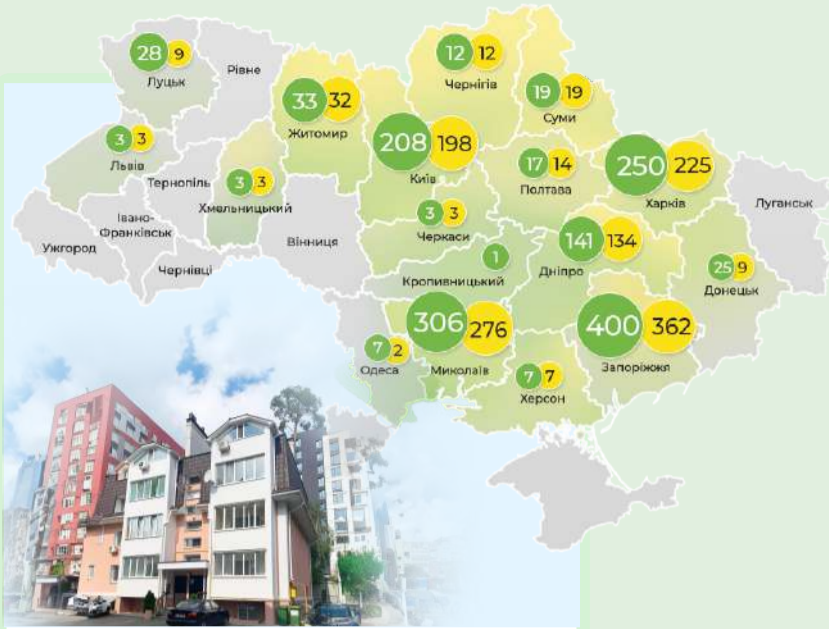 28 9
Луцьк
Рівне
33 32
Житомир
12 12
Чернігів
19 19
Суми
3 3
Львів
208 198
Київ
17 14
Полтава
250 225
Харків
Тернопіль
3 3
Хмельницький
Луганськ
Івано-
Франківськ
Ужгород
Вінниця
3 3
Черкаси
141 134
Дніпро
1
Кропивницький
25 9
Донецьк
Чернівці
306 276
Миколаїв
400 362
Запоріжжя
7 2
Одеса
7 7
Херсон